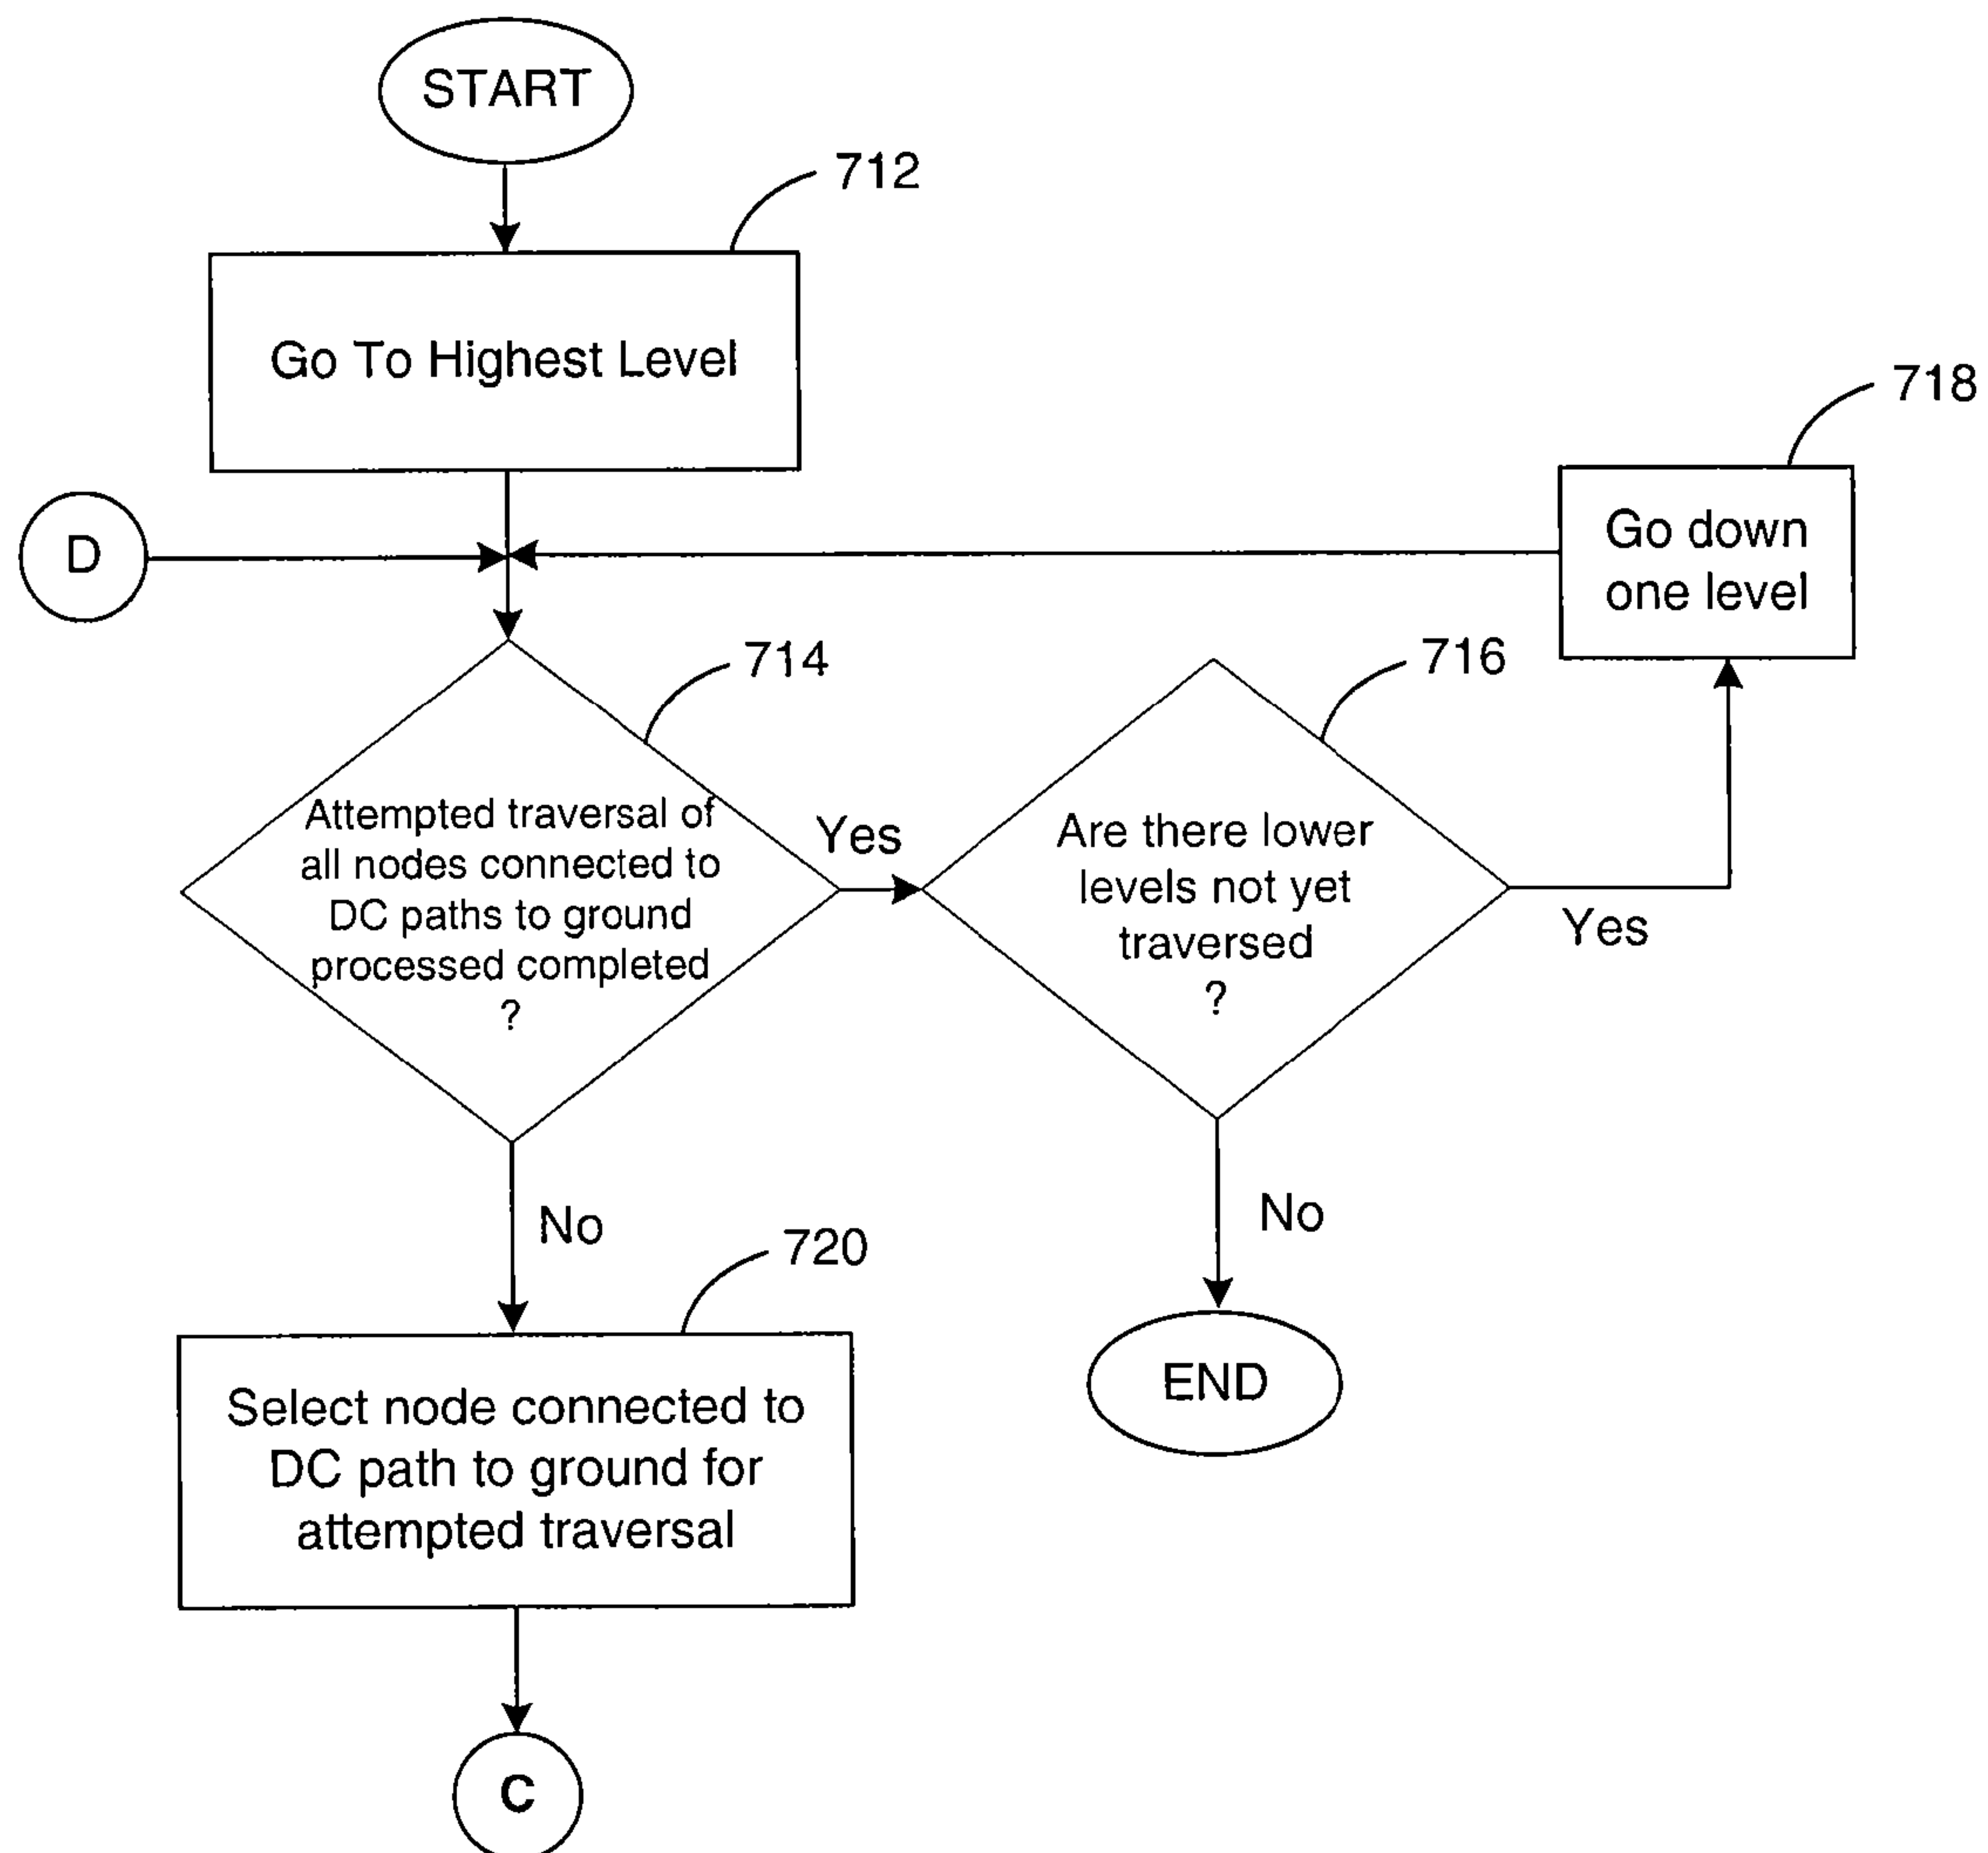 START
712
Go To Highest Level
718
Go down
one level
D
714
716
Attempted traversal of
all nodes connected to
DC paths to ground
processed completed
?
Yes
Are there lower
levels not yet
traversed
?
Yes
No
No
720
Select node connected to
DC path to ground for
attempted traversal
END
C